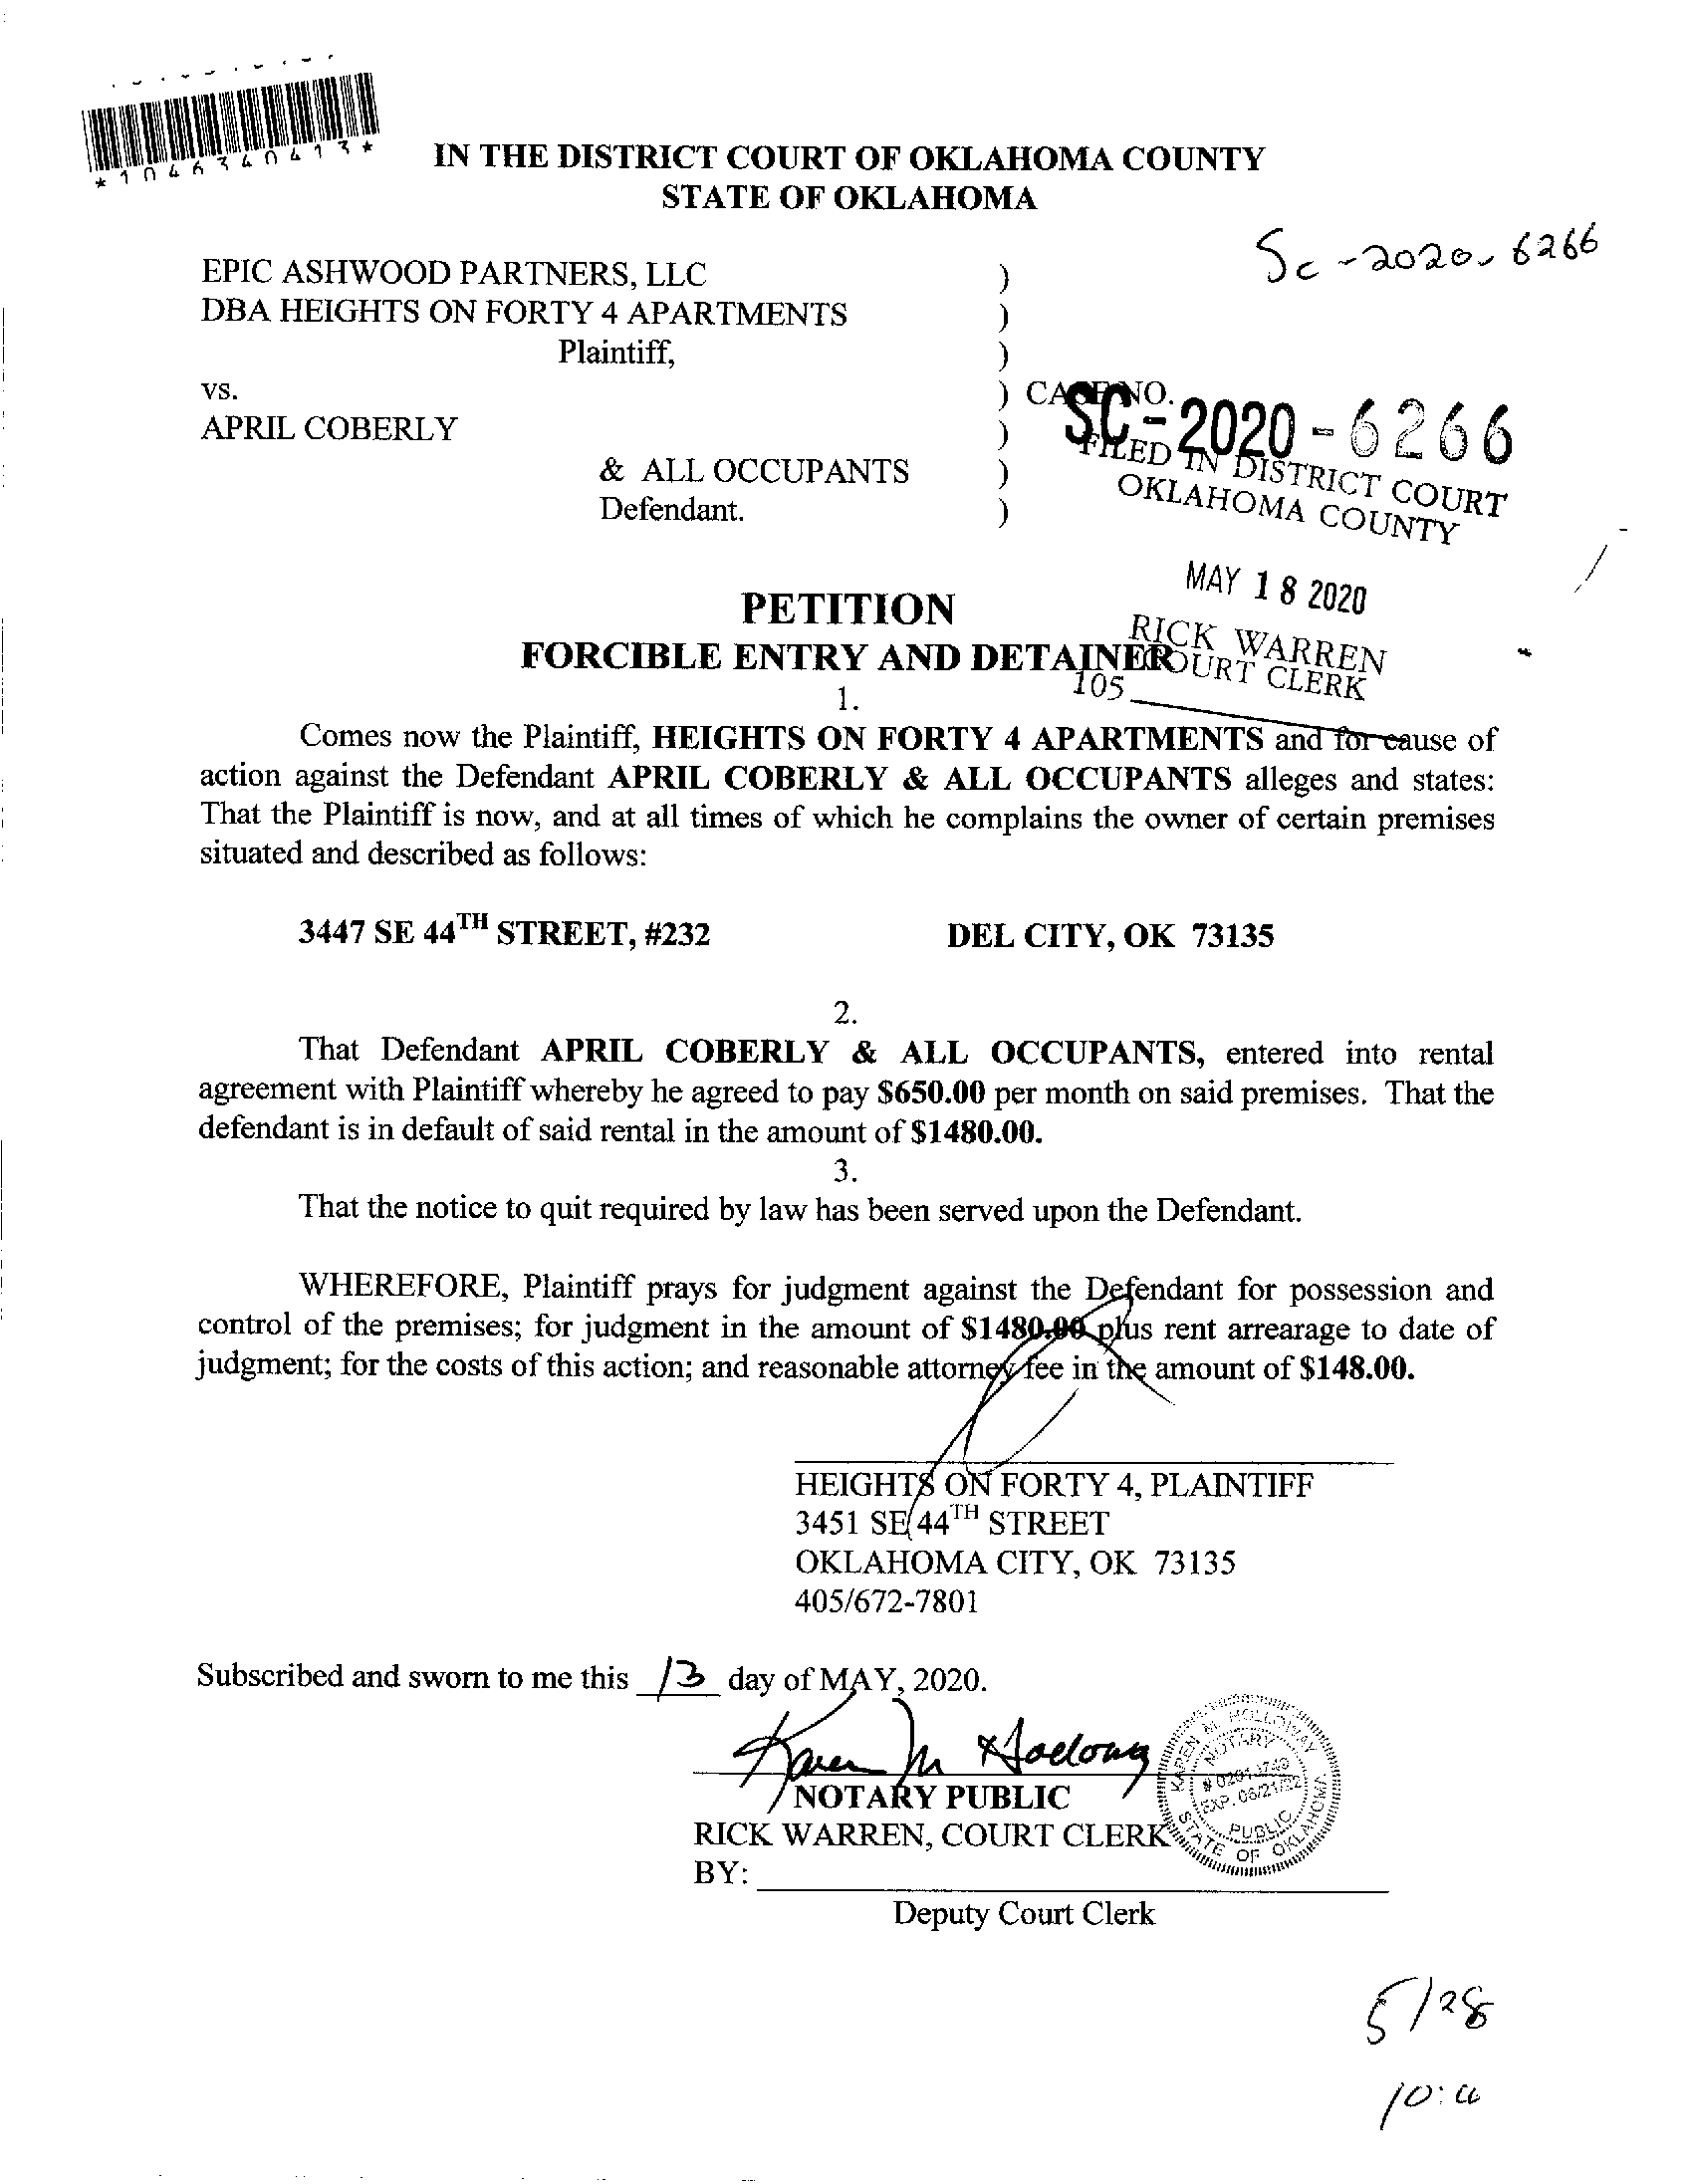 *1046340413*
IN THE DISTRICT COURT OF OKLAHOMA COUNTY
STATE OF OKLAHOMA
SC-2020-6266
EPIC ASHWOOD PARTNERS, LLC )
DBA HEIGHTS ON FORTY 4 APARTMENTS )
Plaintiff, )
vs. ) CASE NO.
SC-2020-6266
APRIL COBERLY )
& ALL OCCUPANTS )
Defendant. )
FILED IN DISTRICT COURT
OKLAHOMA COUNTY
MAY 18 2020
RICK WARREN
COURT CLERK
105
PETITION
FORCIBLE ENTRY AND DETAINER
1.
Comes now the Plaintiff, HEIGHTS ON FORTY 4 APARTMENTS and for cause of
action against the Defendant APRIL COBERLY & ALL OCCUPANTS alleges and states:
That the Plaintiff is now, and at all times of which he complains the owner of certain premises
situated and described as follows:
3447 SE 44TH STREET, #232 DEL CITY, OK 73135
2.
That Defendant APRIL COBERLY & ALL OCCUPANTS, entered into rental
agreement with Plaintiff whereby he agreed to pay $650.00 per month on said premises. That the
defendant is in default of said rental in the amount of $1480.00.
3.
That the notice to quit required by law has been served upon the Defendant.
WHEREFORE, Plaintiff prays for judgment against the Defendant for possession and
control of the premises; for judgment in the amount of $1480.00 plus rent arrearage to date of
judgment; for the costs of this action; and reasonable attorney fee in the amount of $148.00.
HEIGHTS ON FORTY 4, PLAINTIFF
3451 SE 44TH STREET
OKLAHOMA CITY, OK 73135
405/672-7801
Subscribed and sworn to me this 13 day of MAY, 2020.
Karen M Holloway
NOTARY PUBLIC
KAREN M. HOLLOWAY
NOTARY
EXP. 06/21/22
PUBLIC
STATE OF OKLAHOMA
RICK WARREN, COURT CLERK
BY:
Deputy Court Clerk
5/28